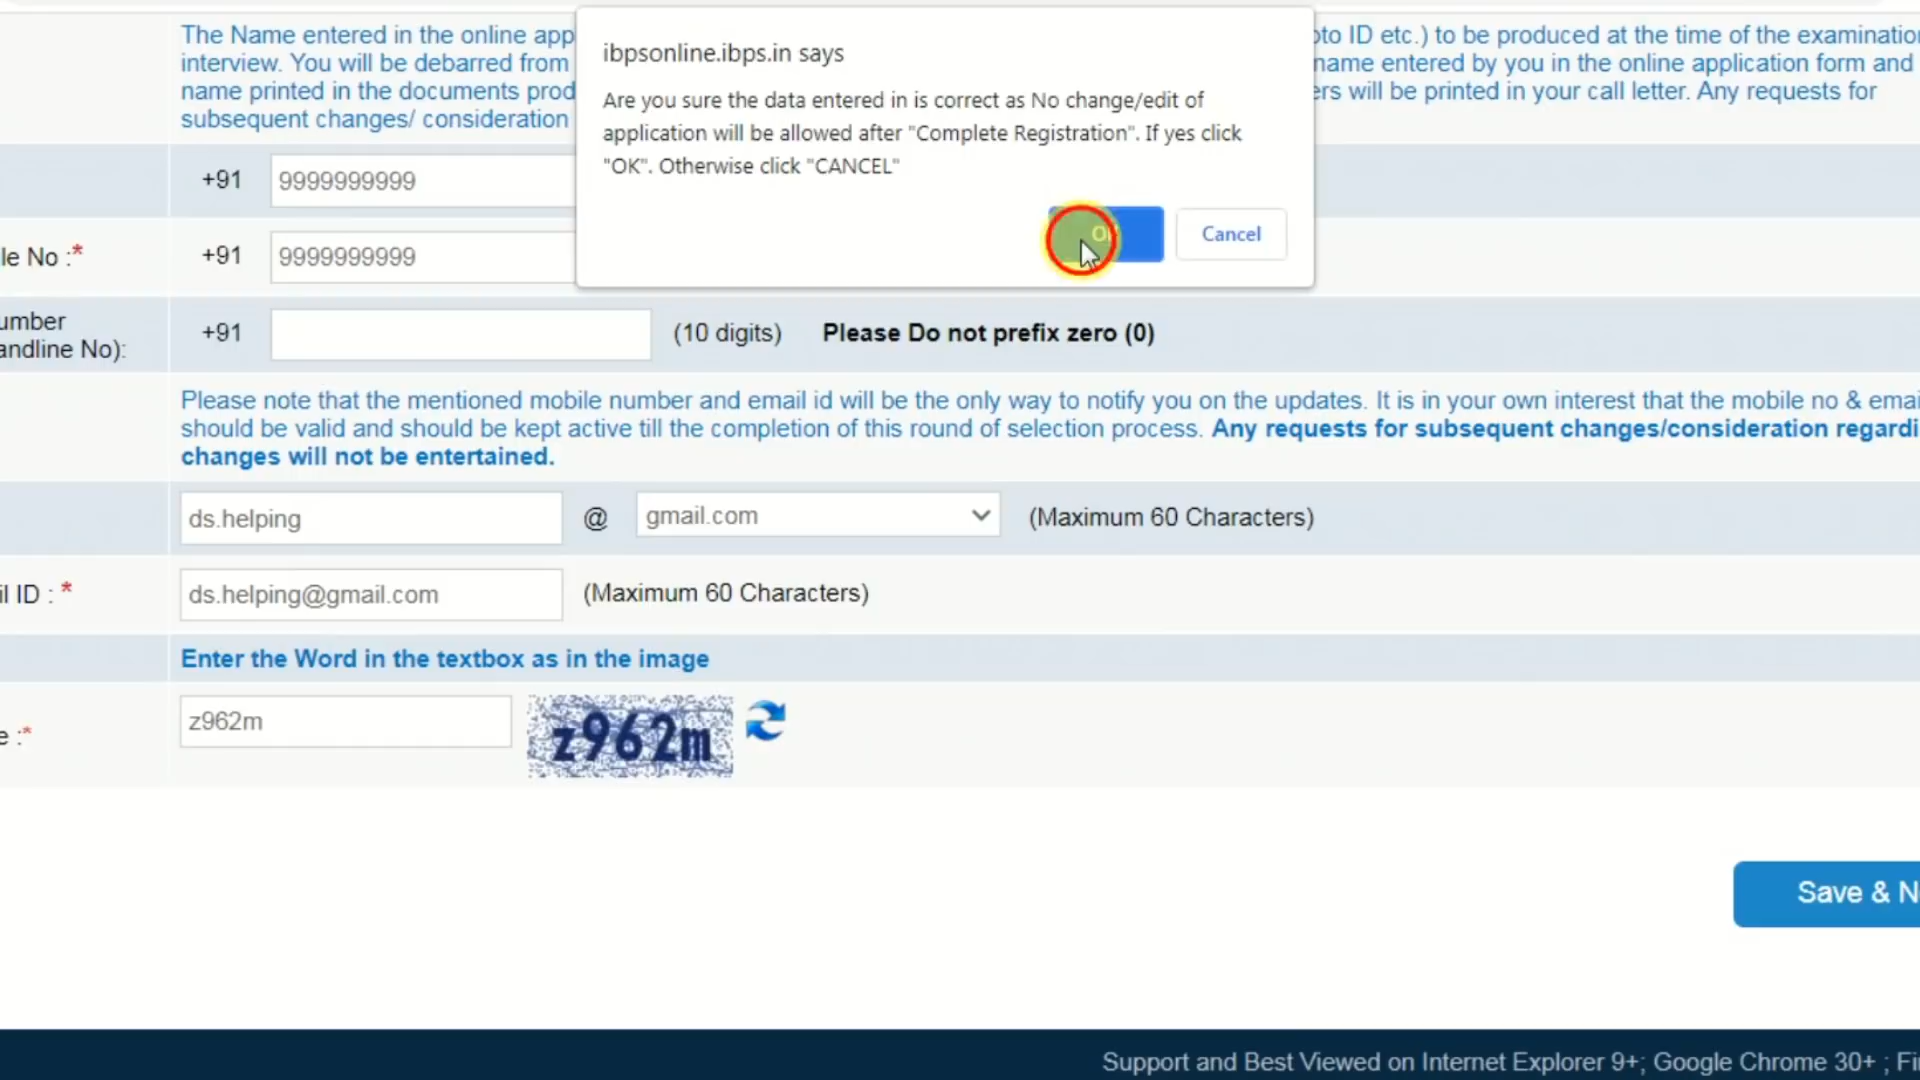 The Name entered in the online app
interview. You will be debarred from
name printed in the documents prod
subsequent changes/ consideration
oto ID etc.) to be produced at the time of the examination
name entered by you in the online application form and
ers will be printed in your call letter. Any requests for
ibpsonline.ibps.in says
Are you sure the data entered in is correct as No change/edit of
application will be allowed after "Complete Registration". If yes click
"OK". Otherwise click "CANCEL"
OK Cancel
+91 9999999999
le No :* +91 9999999999
umber
andline No): +91 (10 digits) Please Do not prefix zero (0)
Please note that the mentioned mobile number and email id will be the only way to notify you on the updates. It is in your own interest that the mobile no & emai
should be valid and should be kept active till the completion of this round of selection process. Any requests for subsequent changes/consideration regardi
changes will not be entertained.
ds.helping @ gmail.com (Maximum 60 Characters)
il ID : * ds.helping@gmail.com (Maximum 60 Characters)
Enter the Word in the textbox as in the image
e :* z962m z962m
Save & N
Support and Best Viewed on Internet Explorer 9+; Google Chrome 30+ ; Fi